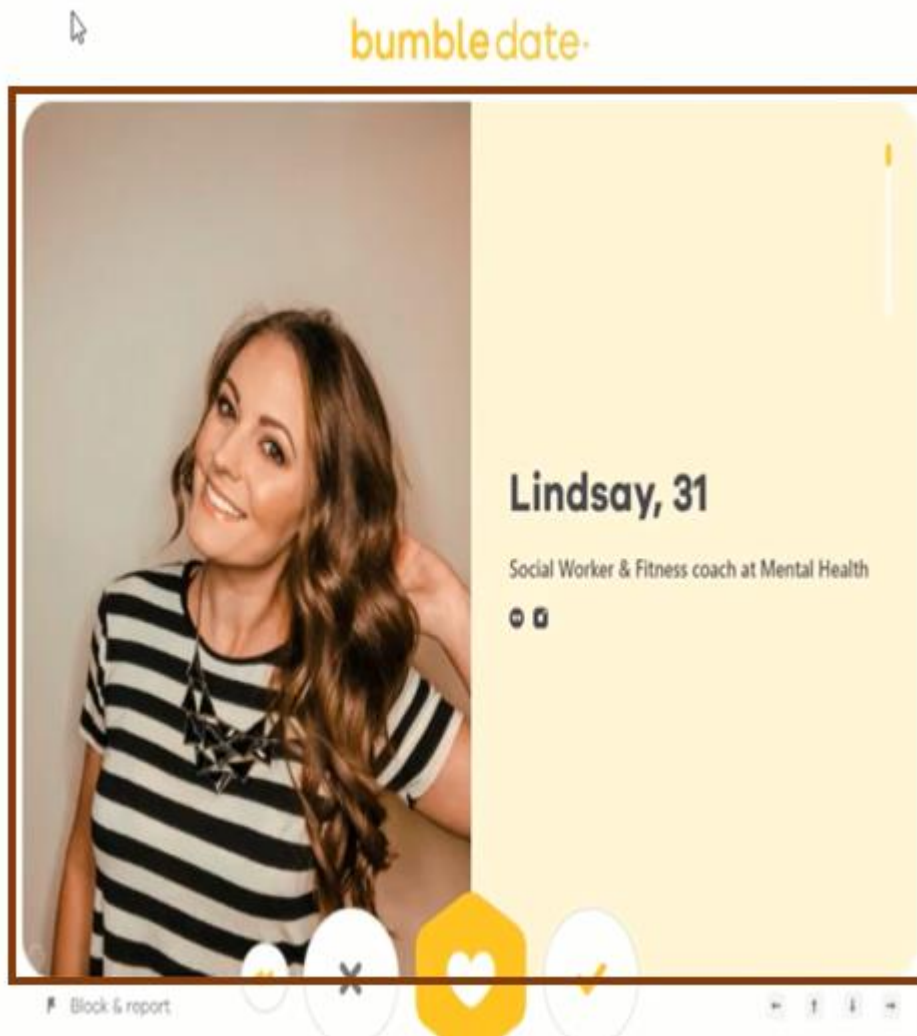 bumble date
Lindsay, 31
Social Worker & Fitness coach at Mental Health
Block & report